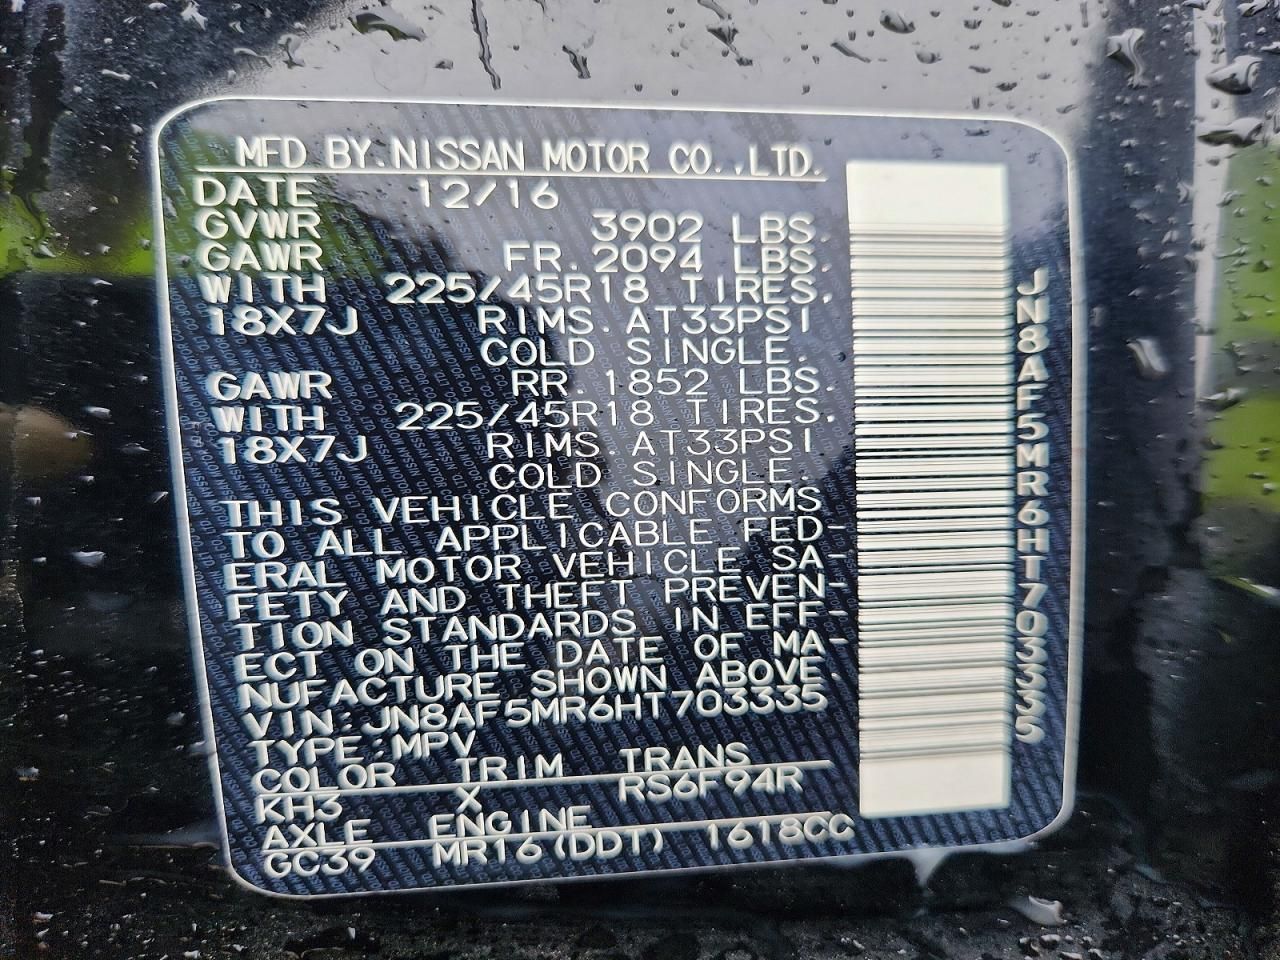 MFD BY.NISSAN MOTOR CO.,LTD.
DATE 12/16
GVWR 3902 LBS.
GAWR FR. 2094 LBS.
WITH 225/45R18 TIRES,
18X7J RIMS. AT33PSI
COLD SINGLE.
GAWR RR. 1852 LBS.
WITH 225/45R18 TIRES,
18X7J RIMS. AT33PSI
COLD SINGLE.
THIS VEHICLE CONFORMS
TO ALL APPLICABLE FED-
ERAL MOTOR VEHICLE SA-
FETY AND THEFT PREVEN-
TION STANDARDS IN EFF-
ECT ON THE DATE OF MA-
NUFACTURE SHOWN ABOVE.
VIN:JN8AF5MR6HT703335
TYPE:MPV
COLOR TRIM TRANS
KH3 X RS6F94R
AXLE ENGINE
GC39 MR16(DDT) 1618CC
JN8AF5MR6HT703335